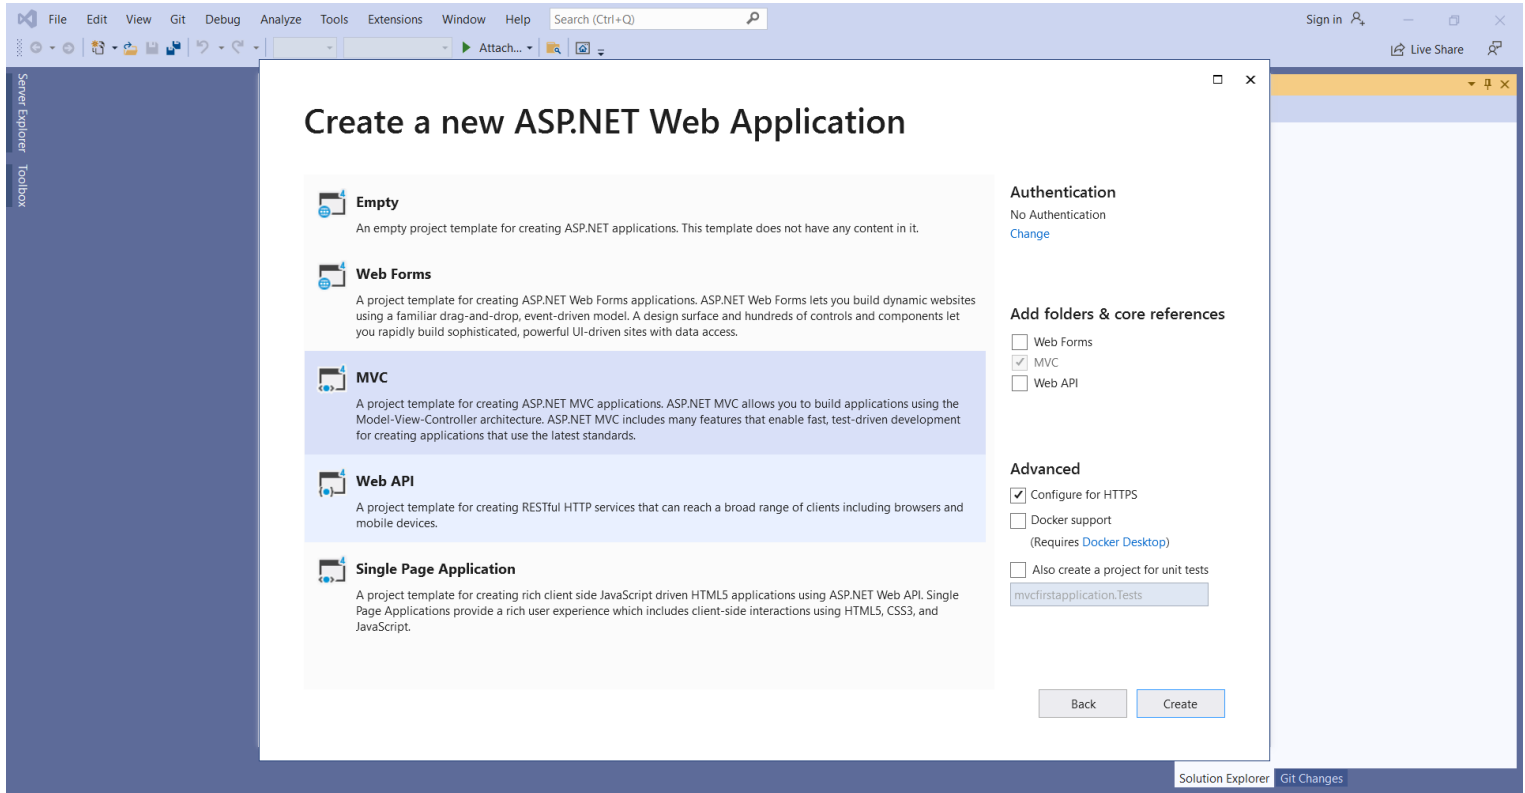 File Edit View Git Debug Analyze Tools Extensions Window Help Search (Ctrl+Q) Sign in
Attach... Live Share
Server Explorer
Toolbox
Create a new ASP.NET Web Application
Empty
An empty project template for creating ASP.NET applications. This template does not have any content in it.
Web Forms
A project template for creating ASP.NET Web Forms applications. ASP.NET Web Forms lets you build dynamic websites
using a familiar drag-and-drop, event-driven model. A design surface and hundreds of controls and components let
you rapidly build sophisticated, powerful UI-driven sites with data access.
MVC
A project template for creating ASP.NET MVC applications. ASP.NET MVC allows you to build applications using the
Model-View-Controller architecture. ASP.NET MVC includes many features that enable fast, test-driven development
for creating applications that use the latest standards.
Web API
A project template for creating RESTful HTTP services that can reach a broad range of clients including browsers and
mobile devices.
Single Page Application
A project template for creating rich client side JavaScript driven HTML5 applications using ASP.NET Web API. Single
Page Applications provide a rich user experience which includes client-side interactions using HTML5, CSS3, and
JavaScript.
Authentication
No Authentication
Change
Add folders & core references
Web Forms
MVC
Web API
Advanced
Configure for HTTPS
Docker support
(Requires Docker Desktop)
Also create a project for unit tests
mvcfirstapplication.Tests
Back Create
Solution Explorer Git Changes